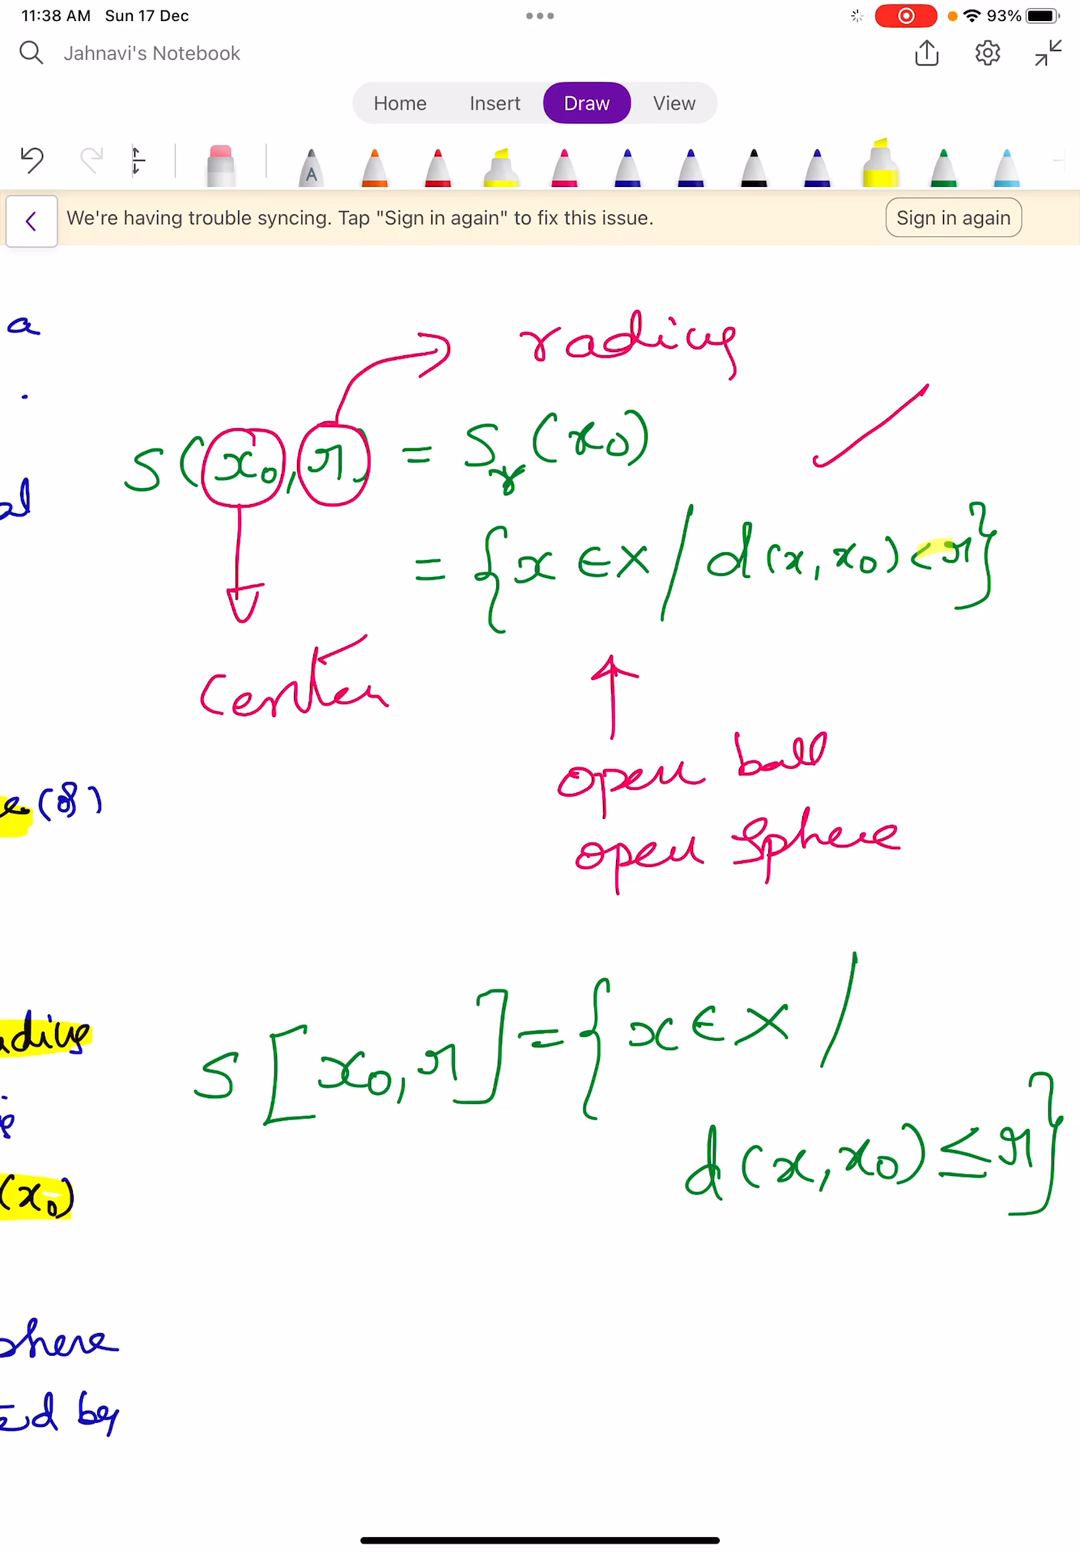 11:38 AM Sun 17 Dec
93%
Jahnavi's Notebook
Home Insert Draw View
A
We're having trouble syncing. Tap "Sign in again" to fix this issue.
Sign in again
a
radius
S(x₀, r) = Sᵣ(x₀)
= {x ∈ X / d(x, x₀) < r}
center
open ball
open sphere
S[x₀, r] = {x ∈ X /
d(x, x₀) ≤ r}
(x₀)
by